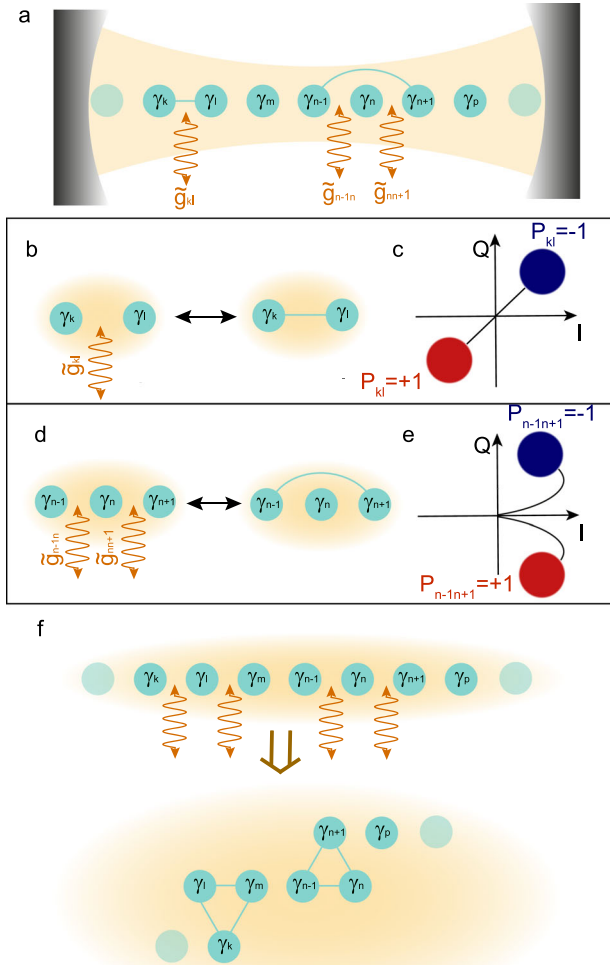 a
γk γl γm γn-1 γn γn+1 γp
g̃kl g̃n-1n g̃nn+1
b
γk γl
g̃kl
γk γl
c
Q
I
Pkl=-1
Pkl=+1
d
γn-1 γn γn+1
g̃n-1n g̃nn+1
γn-1 γn γn+1
e
Pn-1n+1=-1
Q
I
Pn-1n+1=+1
f
γk γl γm γn-1 γn γn+1 γp
γn+1 γp
γl γm γn-1 γn
γk